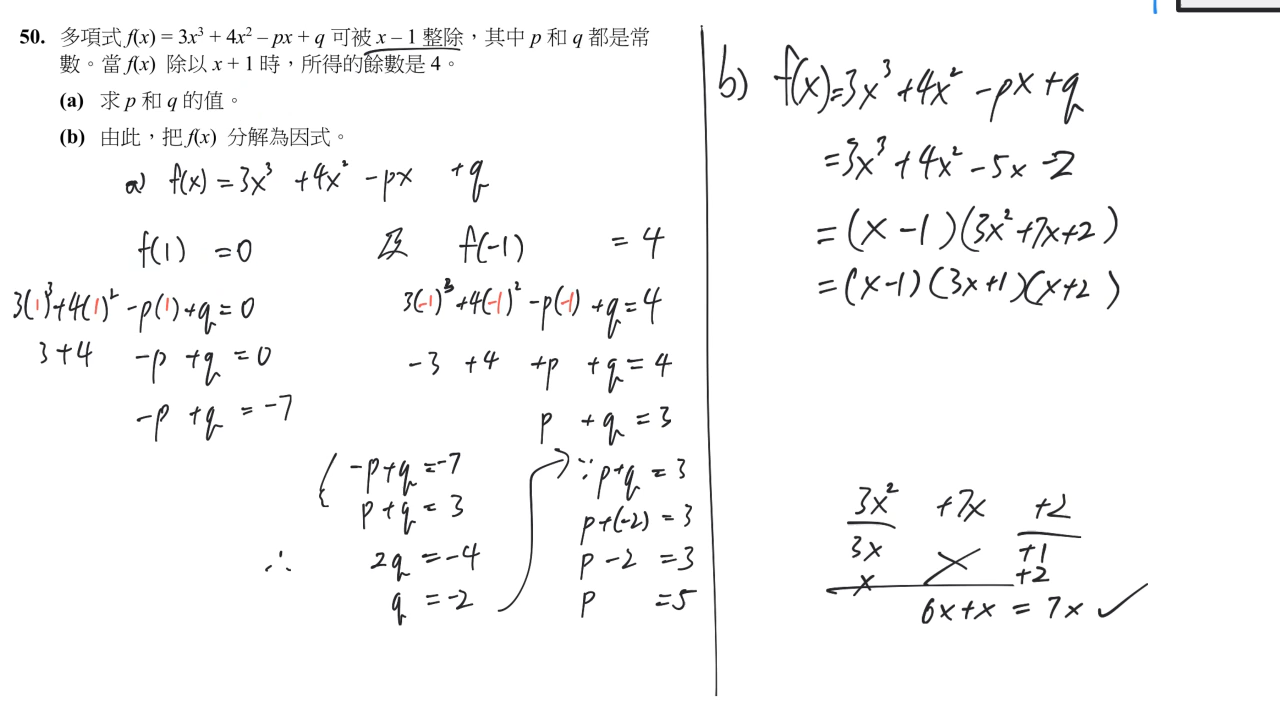 50. 多項式 f(x) = 3x³ + 4x² – px + q 可被 x – 1 整除，其中 p 和 q 都是常
數。當 f(x) 除以 x + 1 時，所得的餘數是 4。
(a) 求 p 和 q 的值。
(b) 由此，把 f(x) 分解為因式。
a) f(x) = 3x³ + 4x² - px + q
f(1) = 0 及 f(-1) = 4
3(1)³+4(1)² -p(1)+q = 0 3(-1)³+4(-1)² -p(-1) +q = 4
3+4 -p +q = 0 -3 +4 +p +q = 4
-p +q = -7 p +q = 3
-p+q = -7
p+q = 3
∴ 2q = -4
q = -2
∵ p+q = 3
p+(-2) = 3
p -2 = 3
p = 5
b) f(x) = 3x³ + 4x² - px + q
= 3x³ + 4x² - 5x - 2
= (x - 1)(3x²+7x+2)
= (x-1)(3x+1)(x+2)
3x² +7x +2
3x +1
x +2
6x+x = 7x ✓